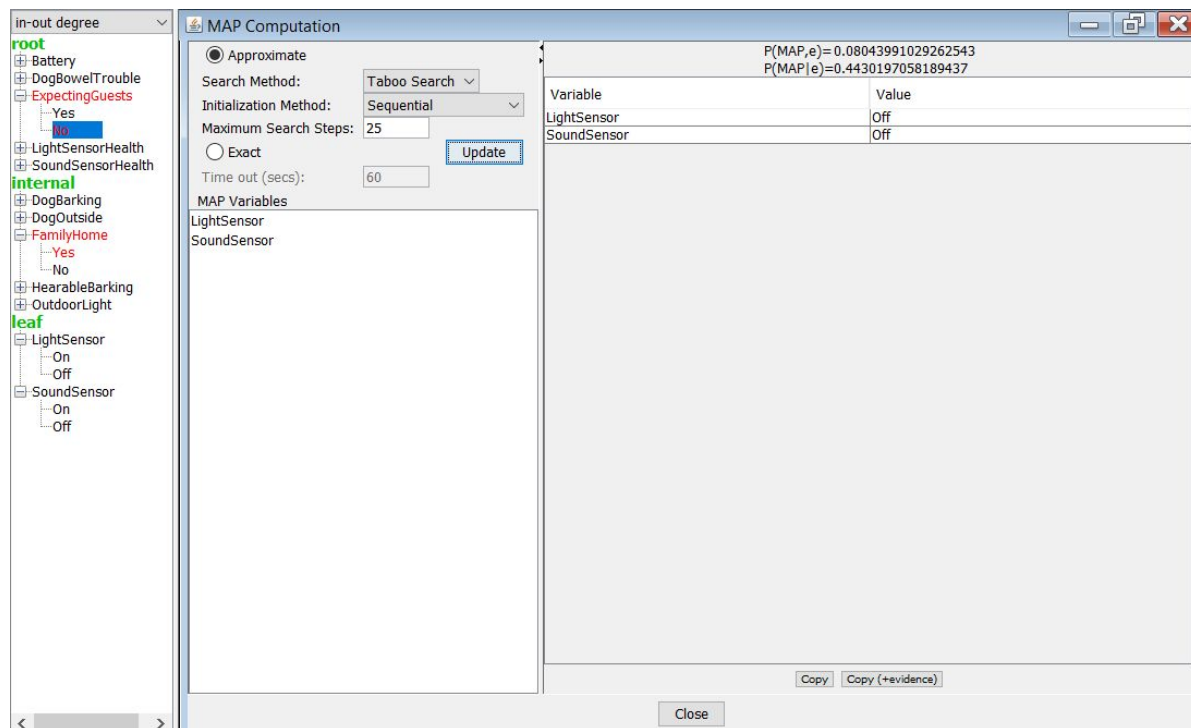 in-out degree
root
Battery
DogBowelTrouble
ExpectingGuests
Yes
No
LightSensorHealth
SoundSensorHealth
internal
DogBarking
DogOutside
FamilyHome
Yes
No
HearableBarking
OutdoorLight
leaf
LightSensor
On
Off
SoundSensor
On
Off
MAP Computation
Approximate
Search Method: Taboo Search
Initialization Method: Sequential
Maximum Search Steps: 25
Exact Update
Time out (secs): 60
MAP Variables
LightSensor
SoundSensor
P(MAP,e)=0.08043991029262543
P(MAP|e)=0.4430197058189437
Variable Value
LightSensor Off
SoundSensor Off
Copy Copy (+evidence)
Close